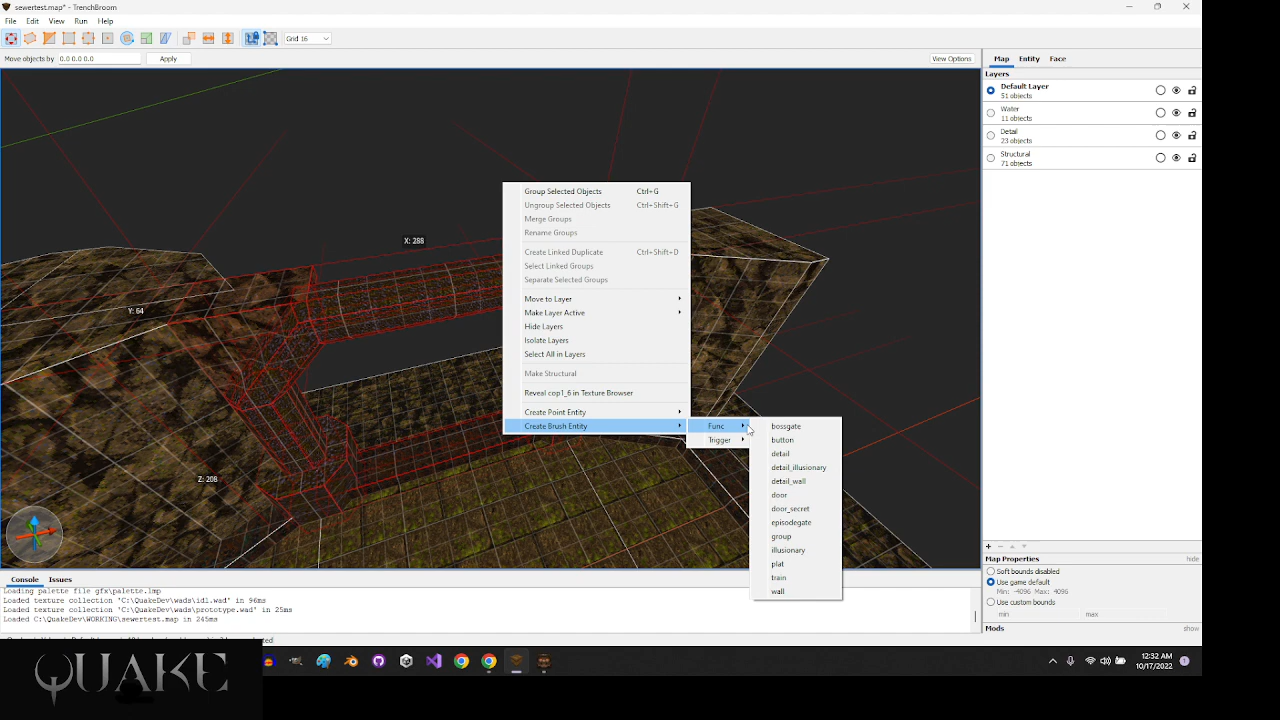 sewertest.map* - TrenchBroom
File Edit View Run Help
Grid 16
Move objects by 0.0 0.0 0.0 Apply View Options
Map Entity Face
Layers
Default Layer
51 objects
Water
11 objects
Detail
23 objects
Structural
71 objects
X: 288
Y: 64
Z: 208
Group Selected Objects Ctrl+G
Ungroup Selected Objects Ctrl+Shift+G
Merge Groups
Rename Groups
Create Linked Duplicate Ctrl+Shift+D
Select Linked Groups
Separate Selected Groups
Move to Layer
Make Layer Active
Hide Layers
Isolate Layers
Select All in Layers
Make Structural
Reveal cop1_6 in Texture Browser
Create Point Entity
Create Brush Entity
Func
Trigger
bossgate
button
detail
detail_illusionary
detail_wall
door
door_secret
episodegate
group
illusionary
plat
train
wall
Map Properties hide
Soft bounds disabled
Use game default
Min: -4096 Max: 4096
Use custom bounds
min max
Mods show
Console Issues
Loading palette file gfx\palette.lmp
Loaded texture collection 'C:\QuakeDev\wads\id1.wad' in 96ms
Loaded texture collection 'C:\QuakeDev\wads\prototype.wad' in 25ms
Loaded C:\QuakeDev\WORKING\sewertest.map in 245ms
QUAKE
12:32 AM
10/17/2022
1